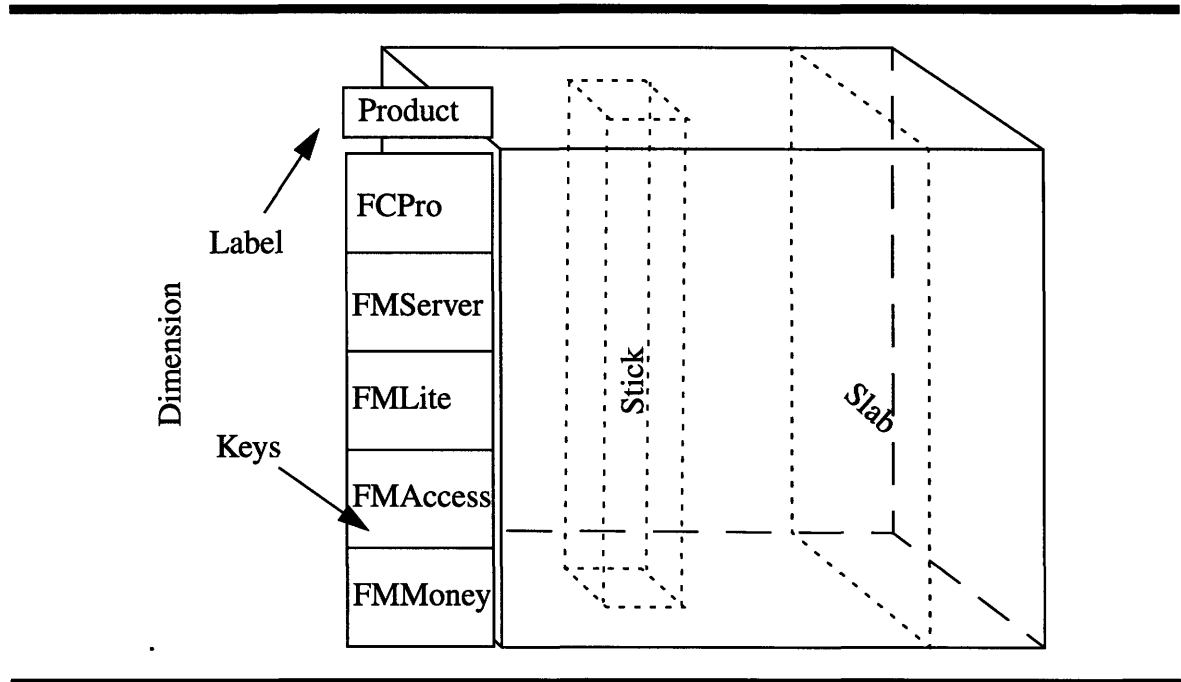 Product
FCPro
Label
FMServer
Dimension
FMLite
Stick
Slab
Keys
FMAccess
FMMoney